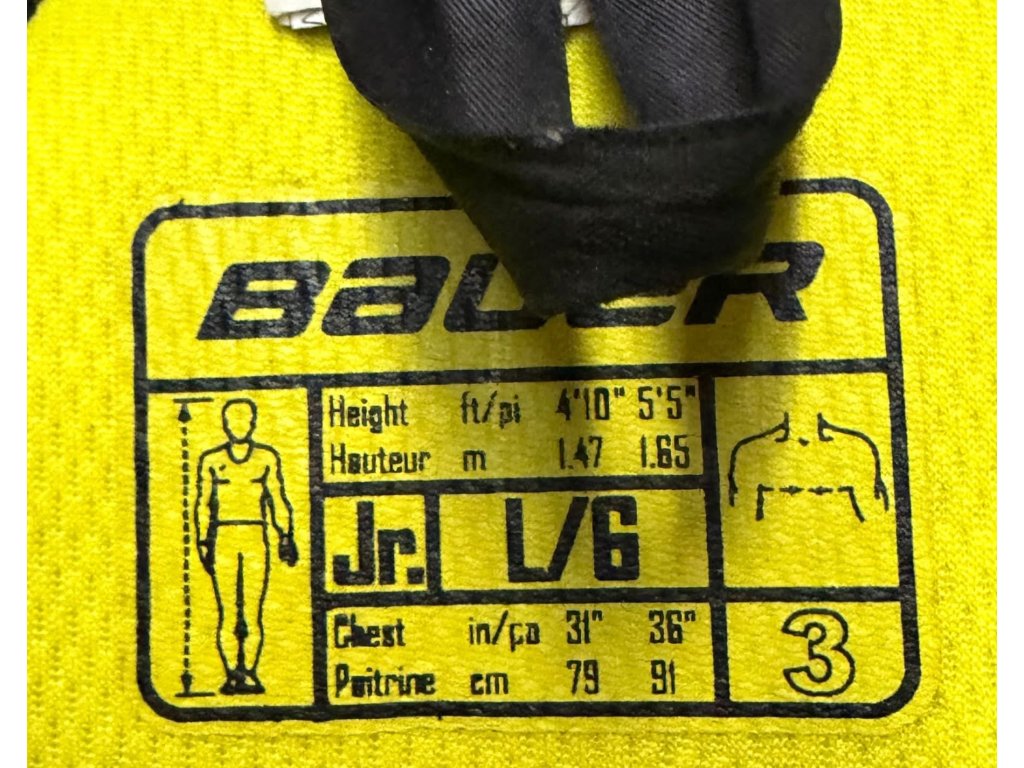 BAUER
Height ft/pi 4'10" 5'5"
Hauteur m 1.47 1.65
Jr. L/G
Chest in/po 31" 36"
Poitrine cm 79 91
3